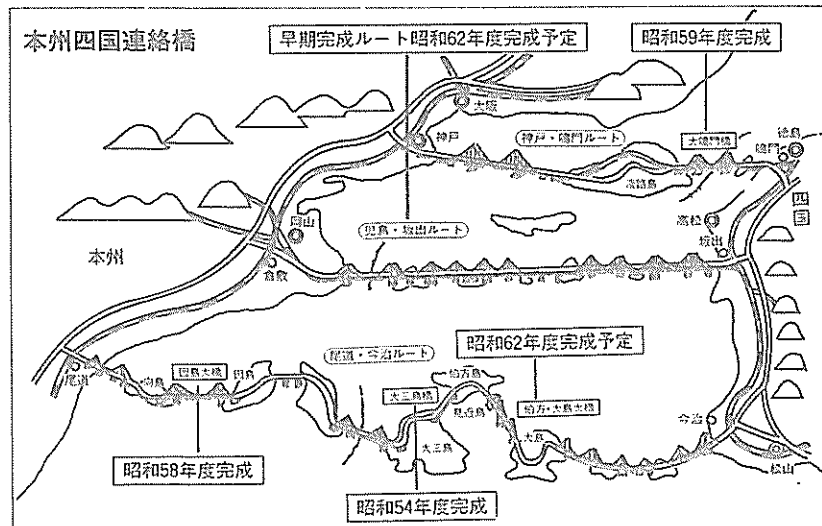 本州四国連絡橋
早期完成ルート昭和62年度完成予定
昭和59年度完成
大阪
神戸
神戸・鳴門ルート
大鳴門橋
鳴門
徳島
淡路島
四国
岡山
児島・坂出ルート
高松
坂出
本州
倉敷
尾道・今治ルート
昭和62年度完成予定
尾道
向島
因島大橋
因島
大三島橋
伯方島
見近島
伯方・大島大橋
大三島
大島
今治
松山
昭和58年度完成
昭和54年度完成